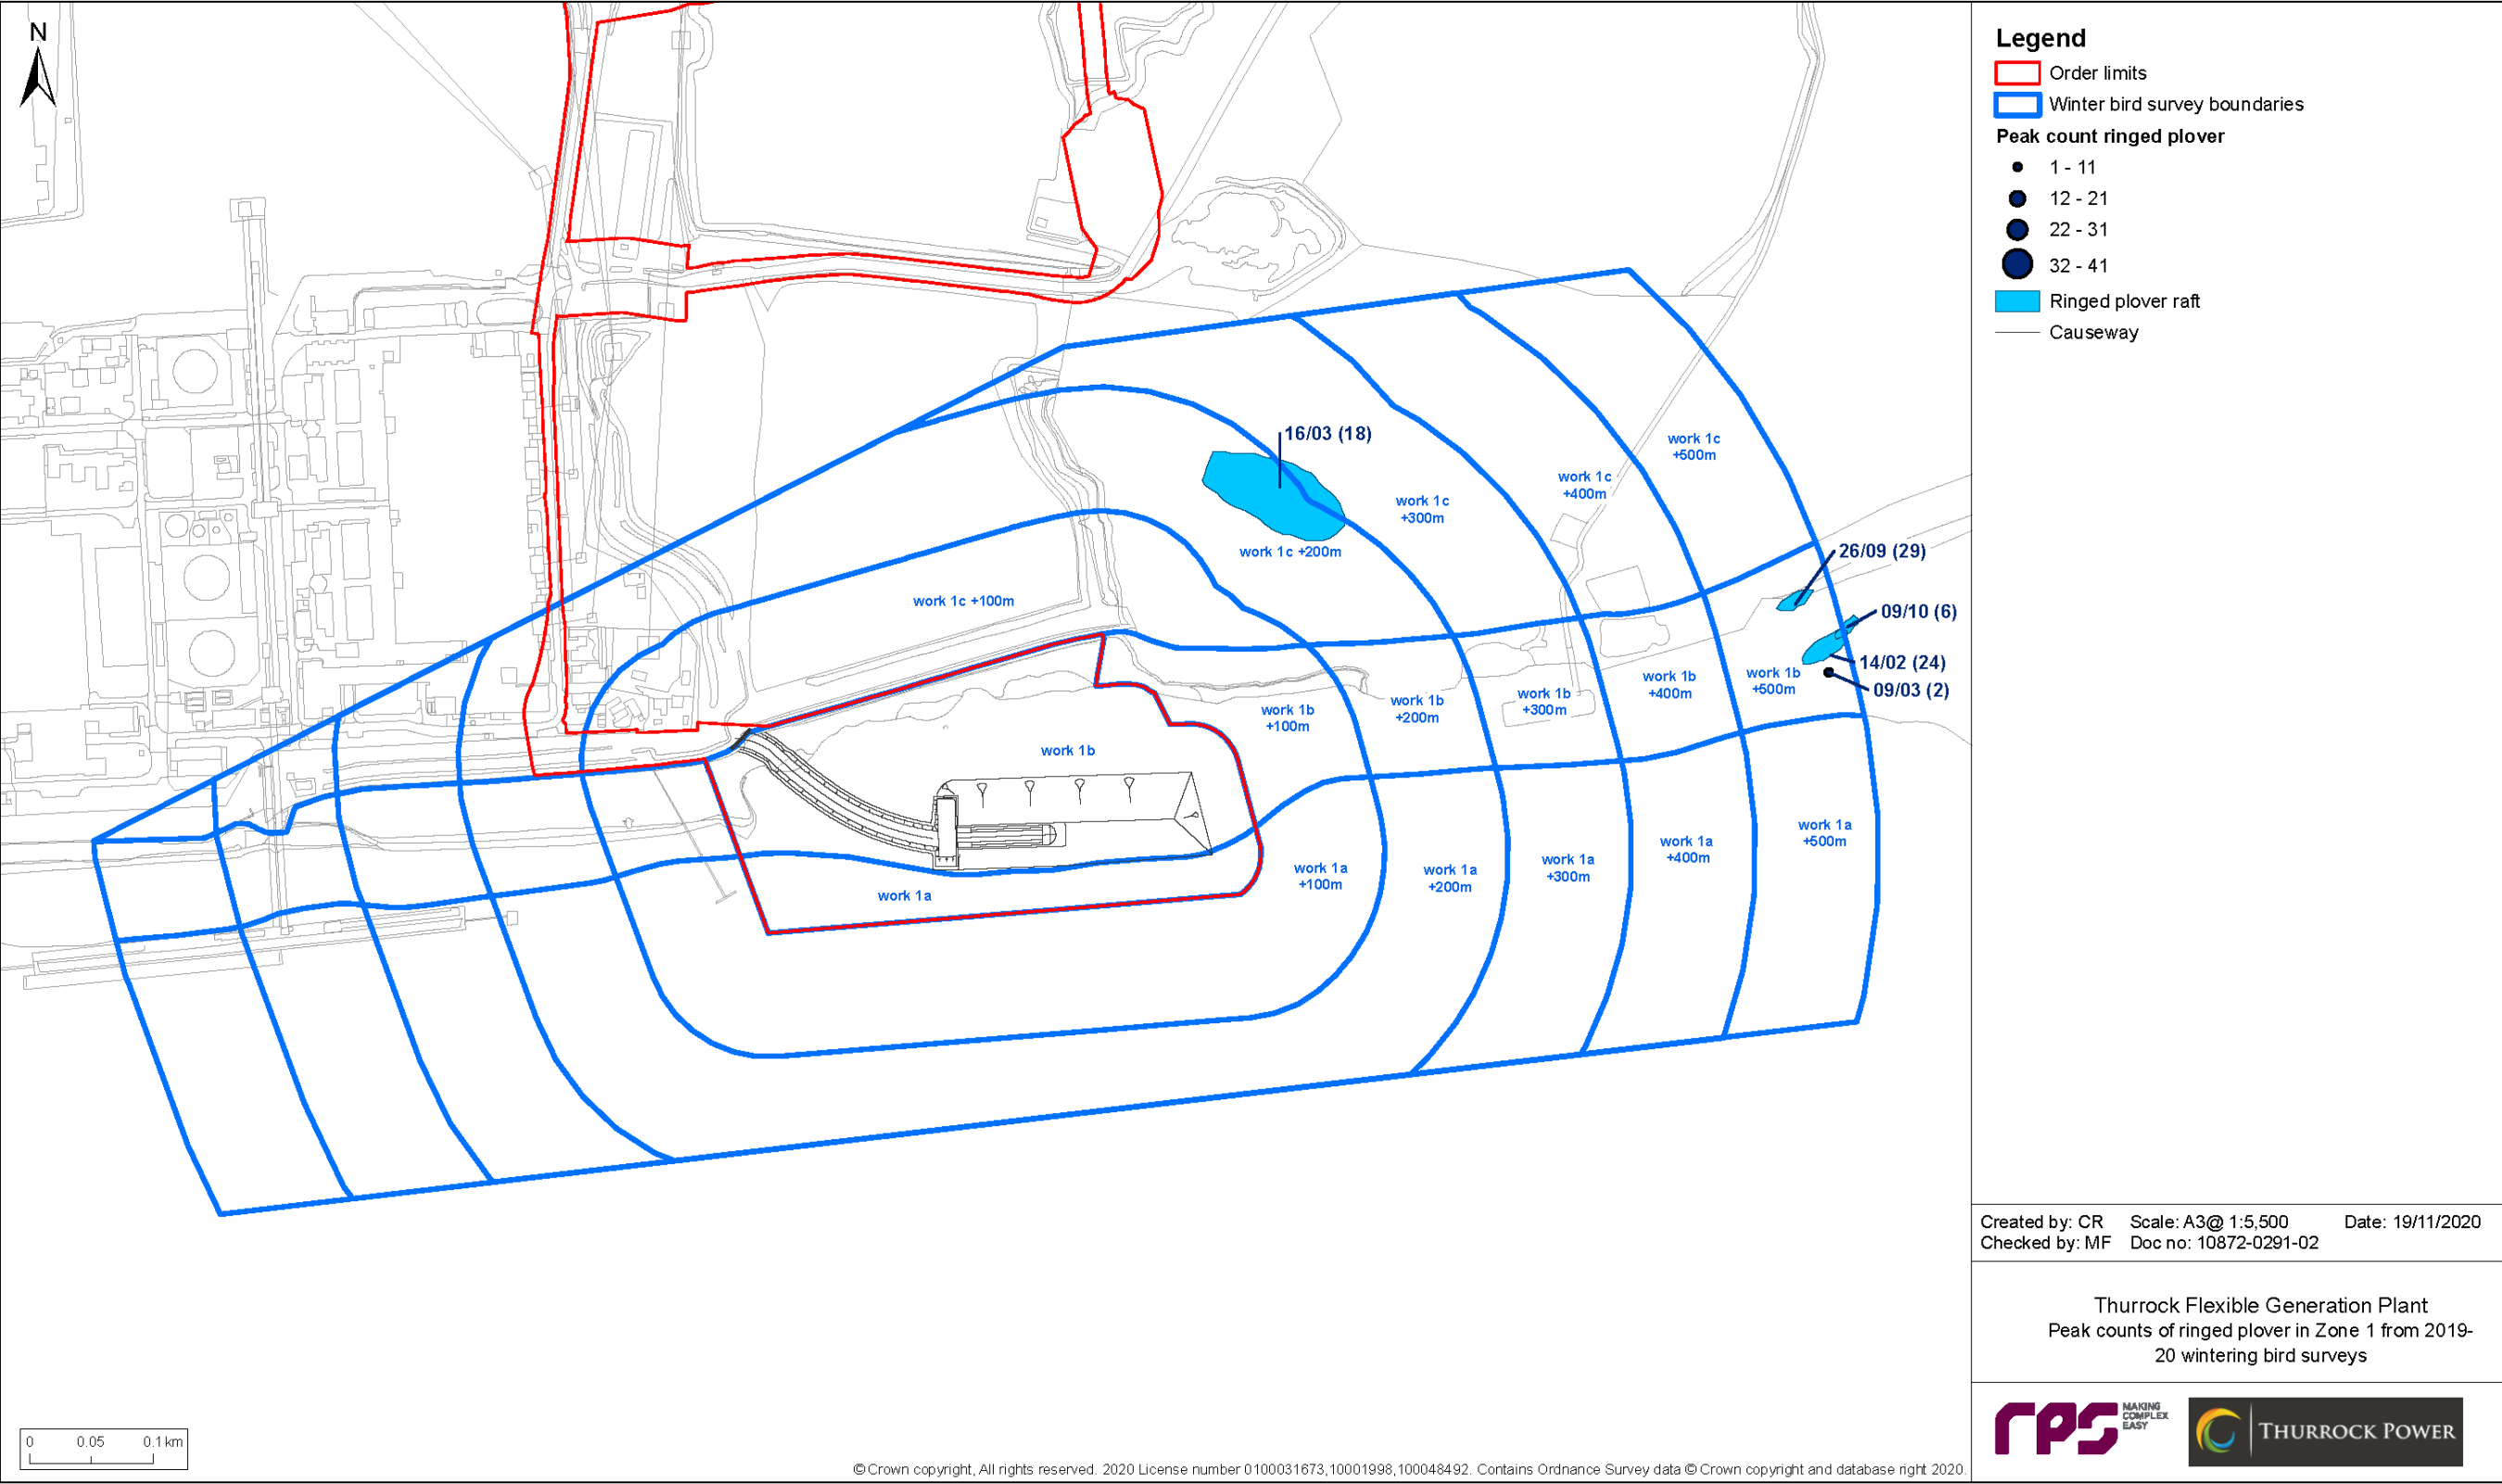 N
Legend
Order limits
Winter bird survey boundaries
Peak count ringed plover
1 - 11
12 - 21
22 - 31
32 - 41
Ringed plover raft
Causeway
16/03 (18)
work 1c
+500m
work 1c
+400m
work 1c
+300m
work 1c +200m
26/09 (29)
work 1c +100m
09/10 (6)
14/02 (24)
09/03 (2)
work 1b
+500m
work 1b
+400m
work 1b
+300m
work 1b
+200m
work 1b
+100m
work 1b
work 1a
+500m
work 1a
+400m
work 1a
+300m
work 1a
+200m
work 1a
+100m
work 1a
Created by: CR Scale: A3@ 1:5,500 Date: 19/11/2020
Checked by: MF Doc no: 10872-0291-02
Thurrock Flexible Generation Plant
Peak counts of ringed plover in Zone 1 from 2019-
20 wintering bird surveys
rps MAKING
COMPLEX
EASY
THURROCK POWER
0 0.05 0.1 km
© Crown copyright, All rights reserved. 2020 License number 0100031673,10001998,100048492. Contains Ordnance Survey data © Crown copyright and database right 2020.